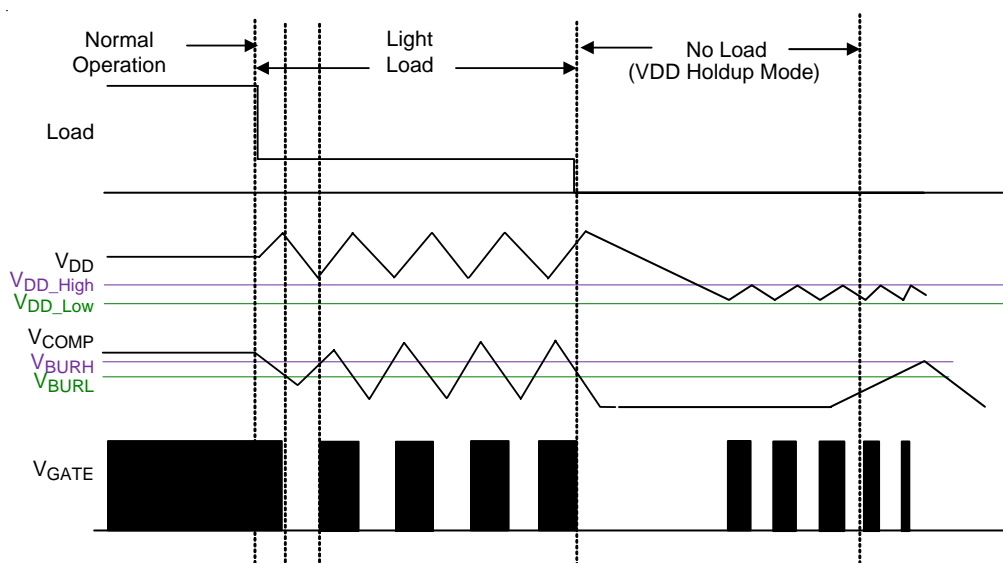 Normal
Operation
Light
Load
No Load
(VDD Holdup Mode)
Load
VDD
VDD_High
VDD_Low
VCOMP
VBURH
VBURL
VGATE